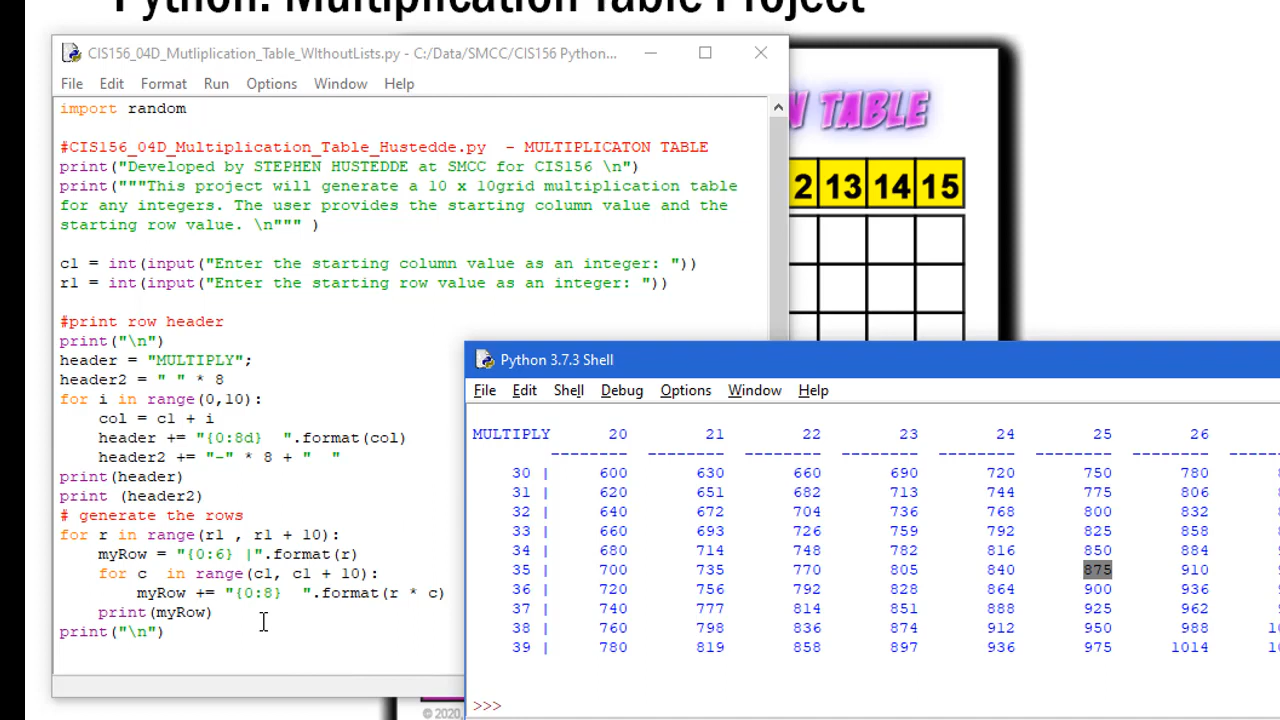 Python: Multiplication Table Project
CIS156_04D_Mutliplication_Table_WIthoutLists.py - C:/Data/SMCC/CIS156 Python...
File Edit Format Run Options Window Help
import random
#CIS156_04D_Multiplication_Table_Hustedde.py  - MULTIPLICATON TABLE
print("Developed by STEPHEN HUSTEDDE at SMCC for CIS156 \n")
print("""This project will generate a 10 x 10grid multiplication table
for any integers. The user provides the starting column value and the
starting row value. \n""" )
c1 = int(input("Enter the starting column value as an integer: "))
r1 = int(input("Enter the starting row value as an integer: "))
#print row header
print("\n")
header = "MULTIPLY";
header2 = " " * 8
for i in range(0,10):
    col = c1 + i
    header += "{0:8d}  ".format(col)
    header2 += "-" * 8 + "  "
print(header)
print (header2)
# generate the rows
for r in range(r1 , r1 + 10):
    myRow = "{0:6} |".format(r)
    for c  in range(c1, c1 + 10):
        myRow += "{0:8}  ".format(r * c)
    print(myRow)
print("\n")
N TABLE
2 13 14 15
Python 3.7.3 Shell
File Edit Shell Debug Options Window Help
MULTIPLY 20 21 22 23 24 25 26
-------- -------- -------- -------- -------- -------- -------- -----
30 | 600 630 660 690 720 750 780
31 | 620 651 682 713 744 775 806
32 | 640 672 704 736 768 800 832
33 | 660 693 726 759 792 825 858
34 | 680 714 748 782 816 850 884
35 | 700 735 770 805 840 875 910
36 | 720 756 792 828 864 900 936
37 | 740 777 814 851 888 925 962
38 | 760 798 836 874 912 950 988
39 | 780 819 858 897 936 975 1014
>>>
© 2020,